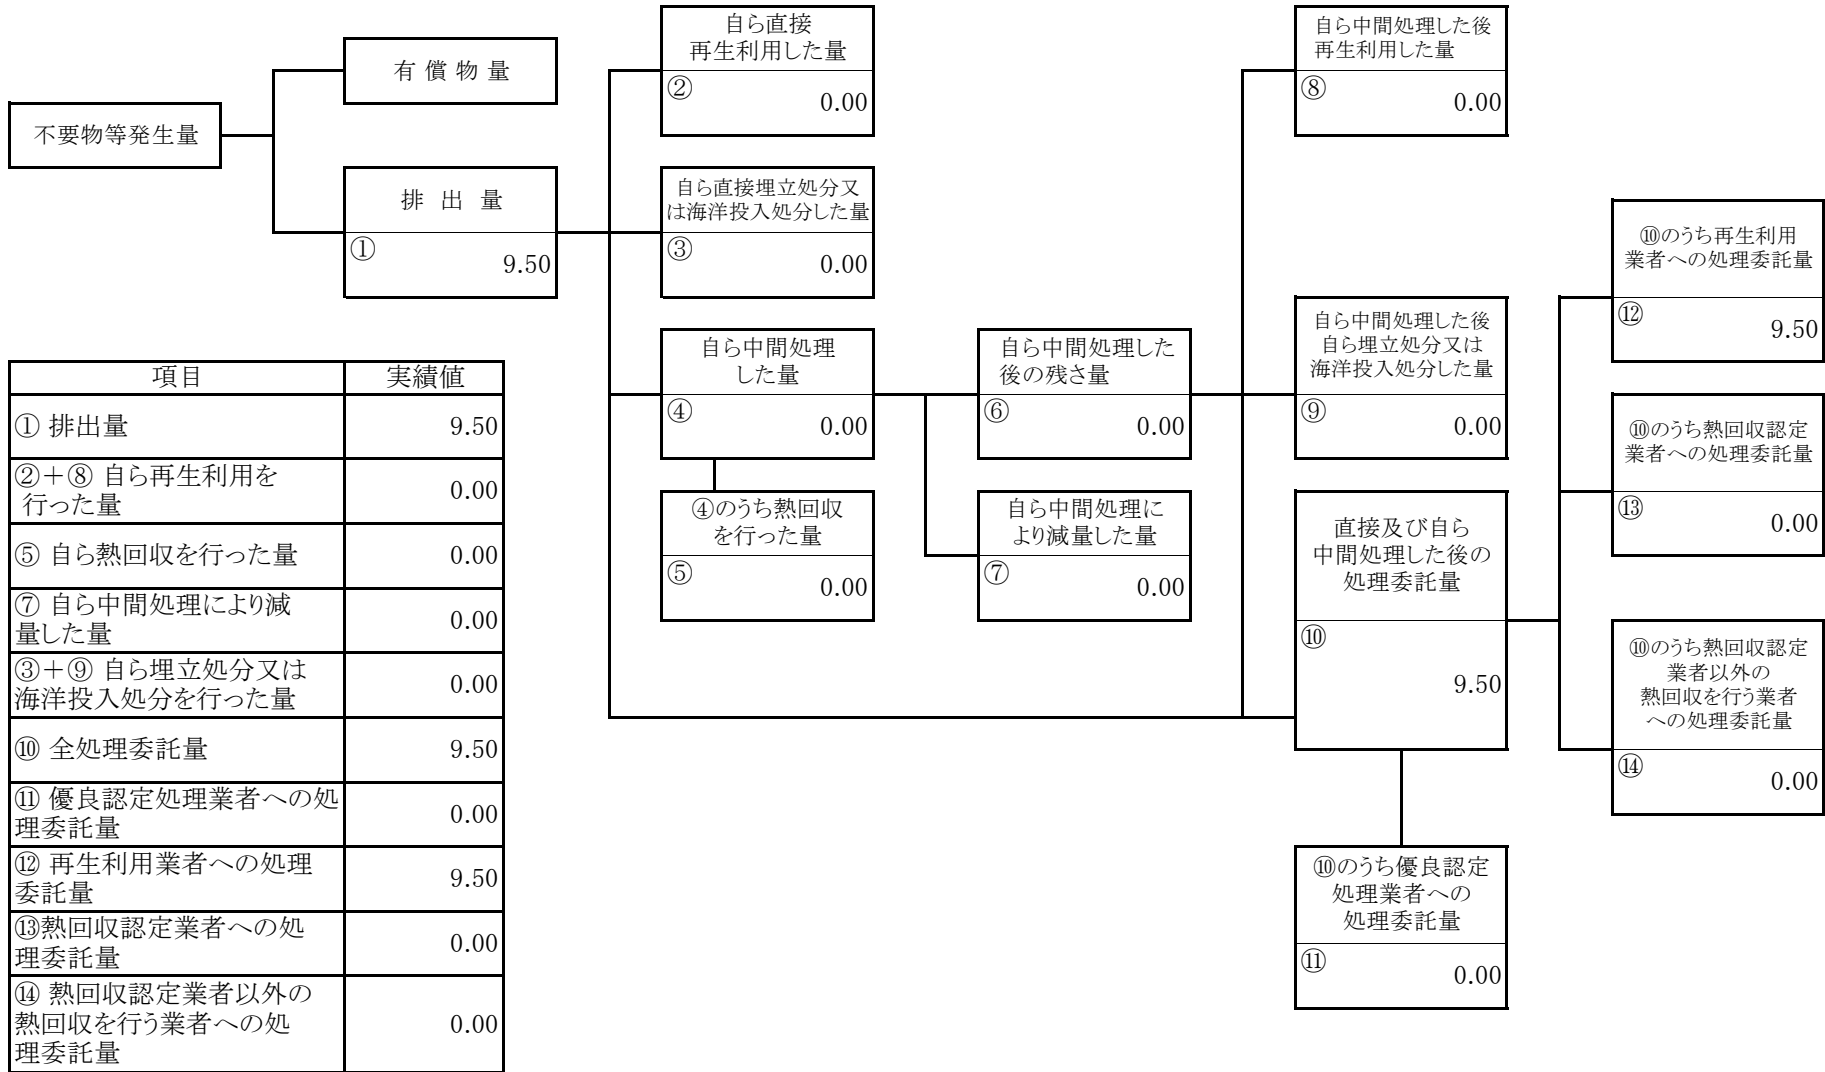 不要物等発生量
有 償 物 量
排 出 量
①
9.50
自ら直接
再生利用した量
②
0.00
自ら直接埋立処分又
は海洋投入処分した量
③
0.00
自ら中間処理
した量
④
0.00
④のうち熱回収
を行った量
⑤
0.00
自ら中間処理した
後の残さ量
⑥
0.00
自ら中間処理に
より減量した量
⑦
0.00
自ら中間処理した後
再生利用した量
⑧
0.00
自ら中間処理した後
自ら埋立処分又は
海洋投入処分した量
⑨
0.00
直接及び自ら
中間処理した後の
処理委託量
⑩
9.50
⑩のうち優良認定
処理業者への
処理委託量
⑪
0.00
⑩のうち再生利用
業者への処理委託量
⑫
9.50
⑩のうち熱回収認定
業者への処理委託量
⑬
0.00
⑩のうち熱回収認定
業者以外の
熱回収を行う業者
への処理委託量
⑭
0.00
項目 実績値
① 排出量 9.50
②＋⑧ 自ら再生利用を
行った量 0.00
⑤ 自ら熱回収を行った量 0.00
⑦ 自ら中間処理により減
量した量 0.00
③＋⑨ 自ら埋立処分又は
海洋投入処分を行った量 0.00
⑩ 全処理委託量 9.50
⑪ 優良認定処理業者への処
理委託量 0.00
⑫ 再生利用業者への処理
委託量 9.50
⑬熱回収認定業者への処
理委託量 0.00
⑭ 熱回収認定業者以外の
熱回収を行う業者への処
理委託量 0.00